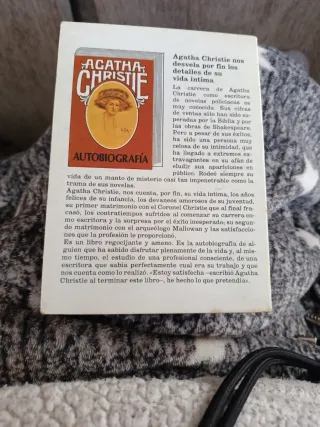 AGATHA
CHRISTIE
AUTOBIOGRAFÍA
Agatha Christie nos
desvela por fin los
detalles de su
vida íntima
La carrera de Agatha
Christie como escritora
de novelas policiacas es
muy conocida. Sus cifras
de ventas sólo han sido su-
peradas por la Biblia y por
las obras de Shakespeare.
Pero a pesar de sus éxitos,
ha sido una persona muy
celosa de su intimidad, que
ha llegado a extremos ex-
travagantes en su afán de
eludir sus apariciones en
público. Rodeó siempre su
vida de un manto de misterio casi tan impenetrable como la
trama de sus novelas.
Agatha Christie, nos cuenta, por fin, su vida íntima, los años
felices de su infancia, los devaneos amorosos de su juventud,
su primer matrimonio con el Coronel Christie que al final fra-
casó, los contratiempos sufridos al comenzar su carrera co-
mo escritora y la sorpresa por el éxito inesperado; su segun-
do matrimonio con el arqueólogo Mallowan y las satisfaccio-
nes que la profesión le proporcionó.
Es un libro regocijante y ameno. Es la autobiografía de al-
guien que ha sabido disfrutar plenamente de la vida y, al mis-
mo tiempo, el estudio de una profesional consciente, de una
escritora que sabía perfectamente cual era su trabajo y que
nos cuenta como lo realizó. «Estoy satisfecha –escribió Agatha
Christie al terminar este libro–, he hecho lo que pretendía».